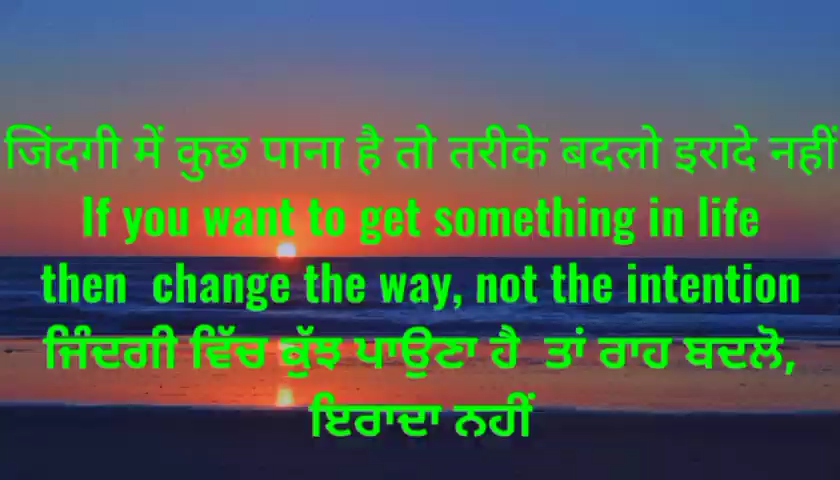 जिंदगी में कुछ पाना है तो तरीके बदलो इरादे नहीं
If you want to get something in life
then change the way, not the intention
ਜਿੰਦਗੀ ਵਿੱਚ ਕੁੱਝ ਪਾਉਣਾ ਹੈ ਤਾਂ ਰਾਹ ਬਦਲੋ,
ਇਰਾਦਾ ਨਹੀਂ